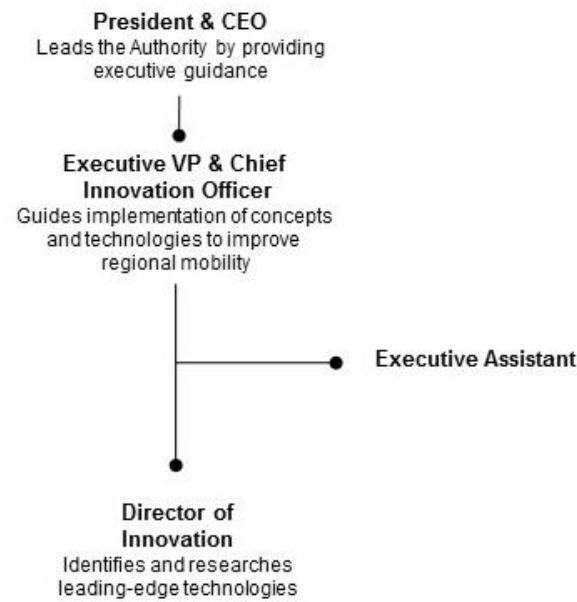 President & CEO
Leads the Authority by providing
executive guidance
Executive VP & Chief
Innovation Officer
Guides implementation of concepts
and technologies to improve
regional mobility
Executive Assistant
Director of
Innovation
Identifies and researches
leading-edge technologies